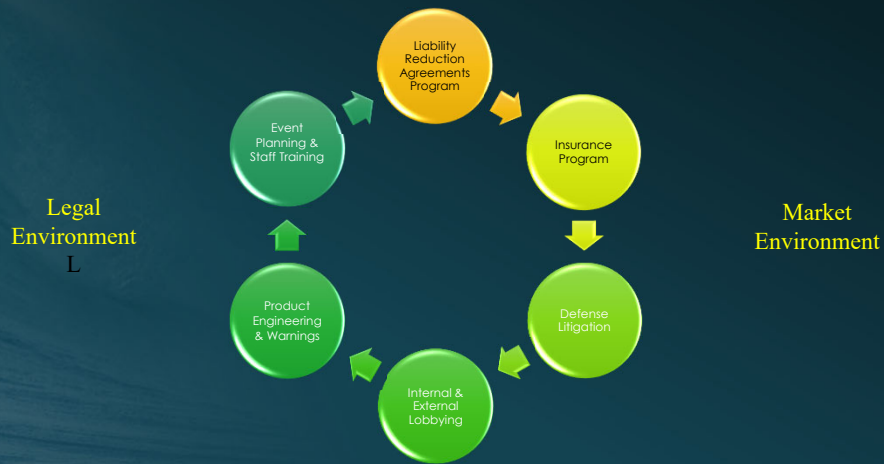 Liability
Reduction
Agreements
Program
Event
Planning &
Staff Training
Insurance
Program
Legal
Environment
L
Market
Environment
Product
Engineering
& Warnings
Defense
Litigation
Internal &
External
Lobbying